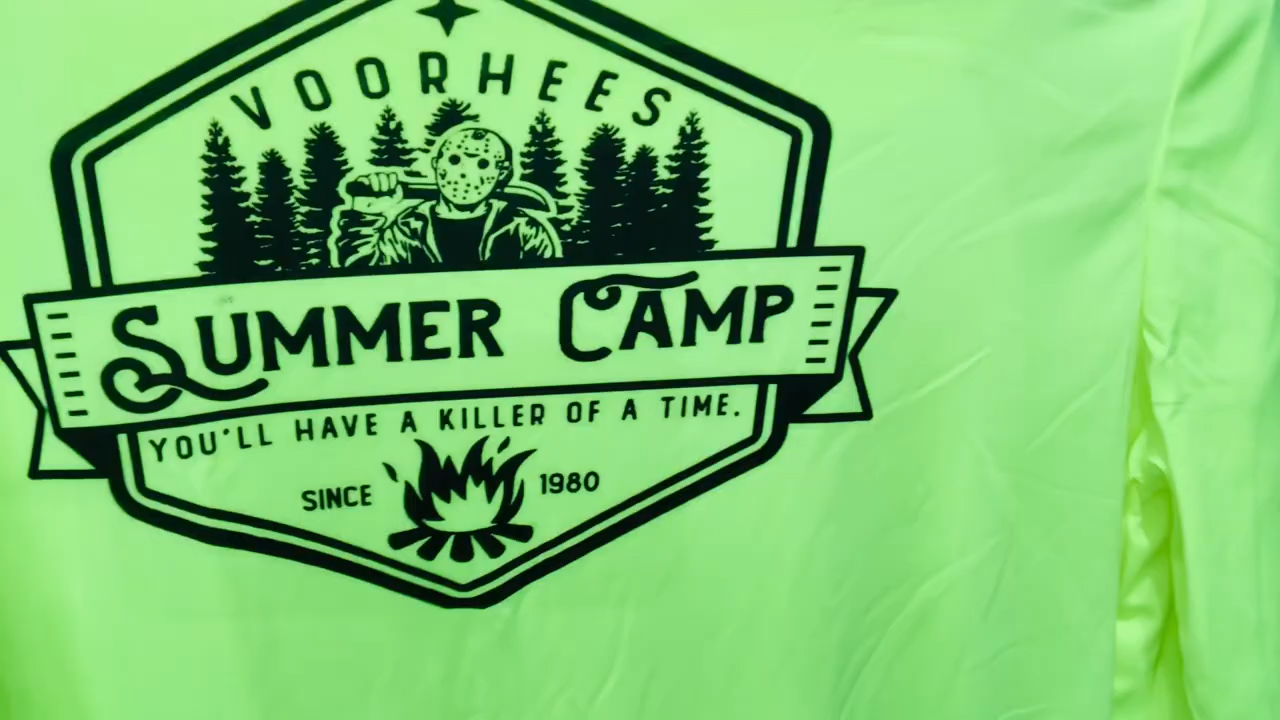 VOORHEES
SUMMER CAMP
YOU'LL HAVE A KILLER OF A TIME.
SINCE 1980